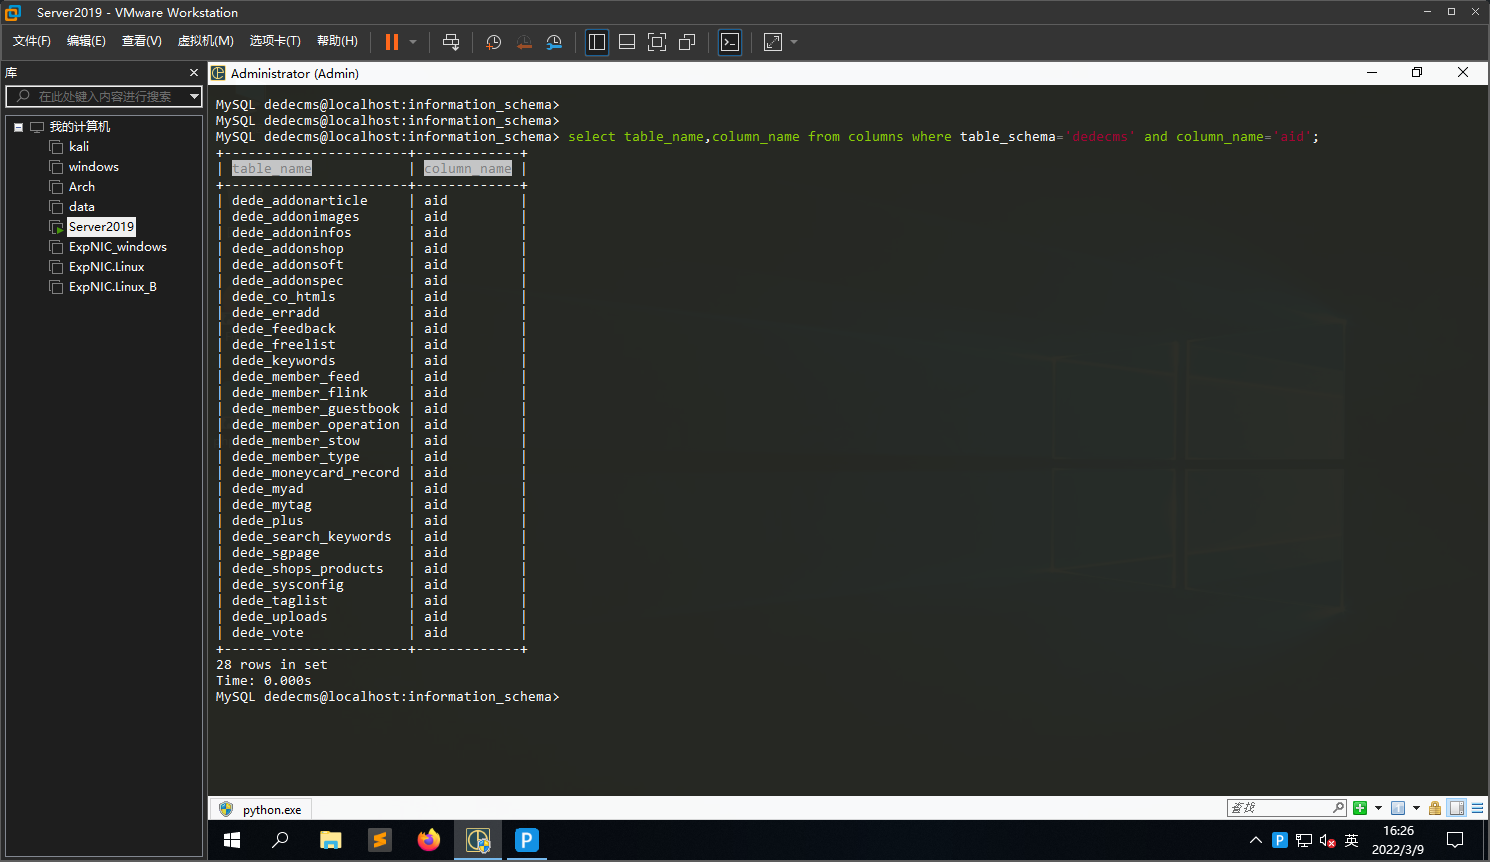 Server2019 - VMware Workstation
文件(F) 编辑(E) 查看(V) 虚拟机(M) 选项卡(T) 帮助(H)
库
在此处键入内容进行搜索
我的计算机
kali
windows
Arch
data
Server2019
ExpNIC_windows
ExpNIC.Linux
ExpNIC.Linux_B
Administrator (Admin)
MySQL dedecms@localhost:information_schema>
MySQL dedecms@localhost:information_schema>
MySQL dedecms@localhost:information_schema> select table_name,column_name from columns where table_schema='dedecms' and column_name='aid';
+-----------------------+-------------+
| table_name            | column_name |
+-----------------------+-------------+
| dede_addonarticle     | aid         |
| dede_addonimages      | aid         |
| dede_addoninfos       | aid         |
| dede_addonshop        | aid         |
| dede_addonsoft        | aid         |
| dede_addonspec        | aid         |
| dede_co_htmls         | aid         |
| dede_erradd           | aid         |
| dede_feedback         | aid         |
| dede_freelist         | aid         |
| dede_keywords         | aid         |
| dede_member_feed      | aid         |
| dede_member_flink     | aid         |
| dede_member_guestbook | aid         |
| dede_member_operation | aid         |
| dede_member_stow      | aid         |
| dede_member_type      | aid         |
| dede_moneycard_record | aid         |
| dede_myad             | aid         |
| dede_mytag            | aid         |
| dede_plus             | aid         |
| dede_search_keywords  | aid         |
| dede_sgpage           | aid         |
| dede_shops_products   | aid         |
| dede_sysconfig        | aid         |
| dede_taglist          | aid         |
| dede_uploads          | aid         |
| dede_vote             | aid         |
+-----------------------+-------------+
28 rows in set
Time: 0.000s
MySQL dedecms@localhost:information_schema>
python.exe
查找
英
16:26
2022/3/9